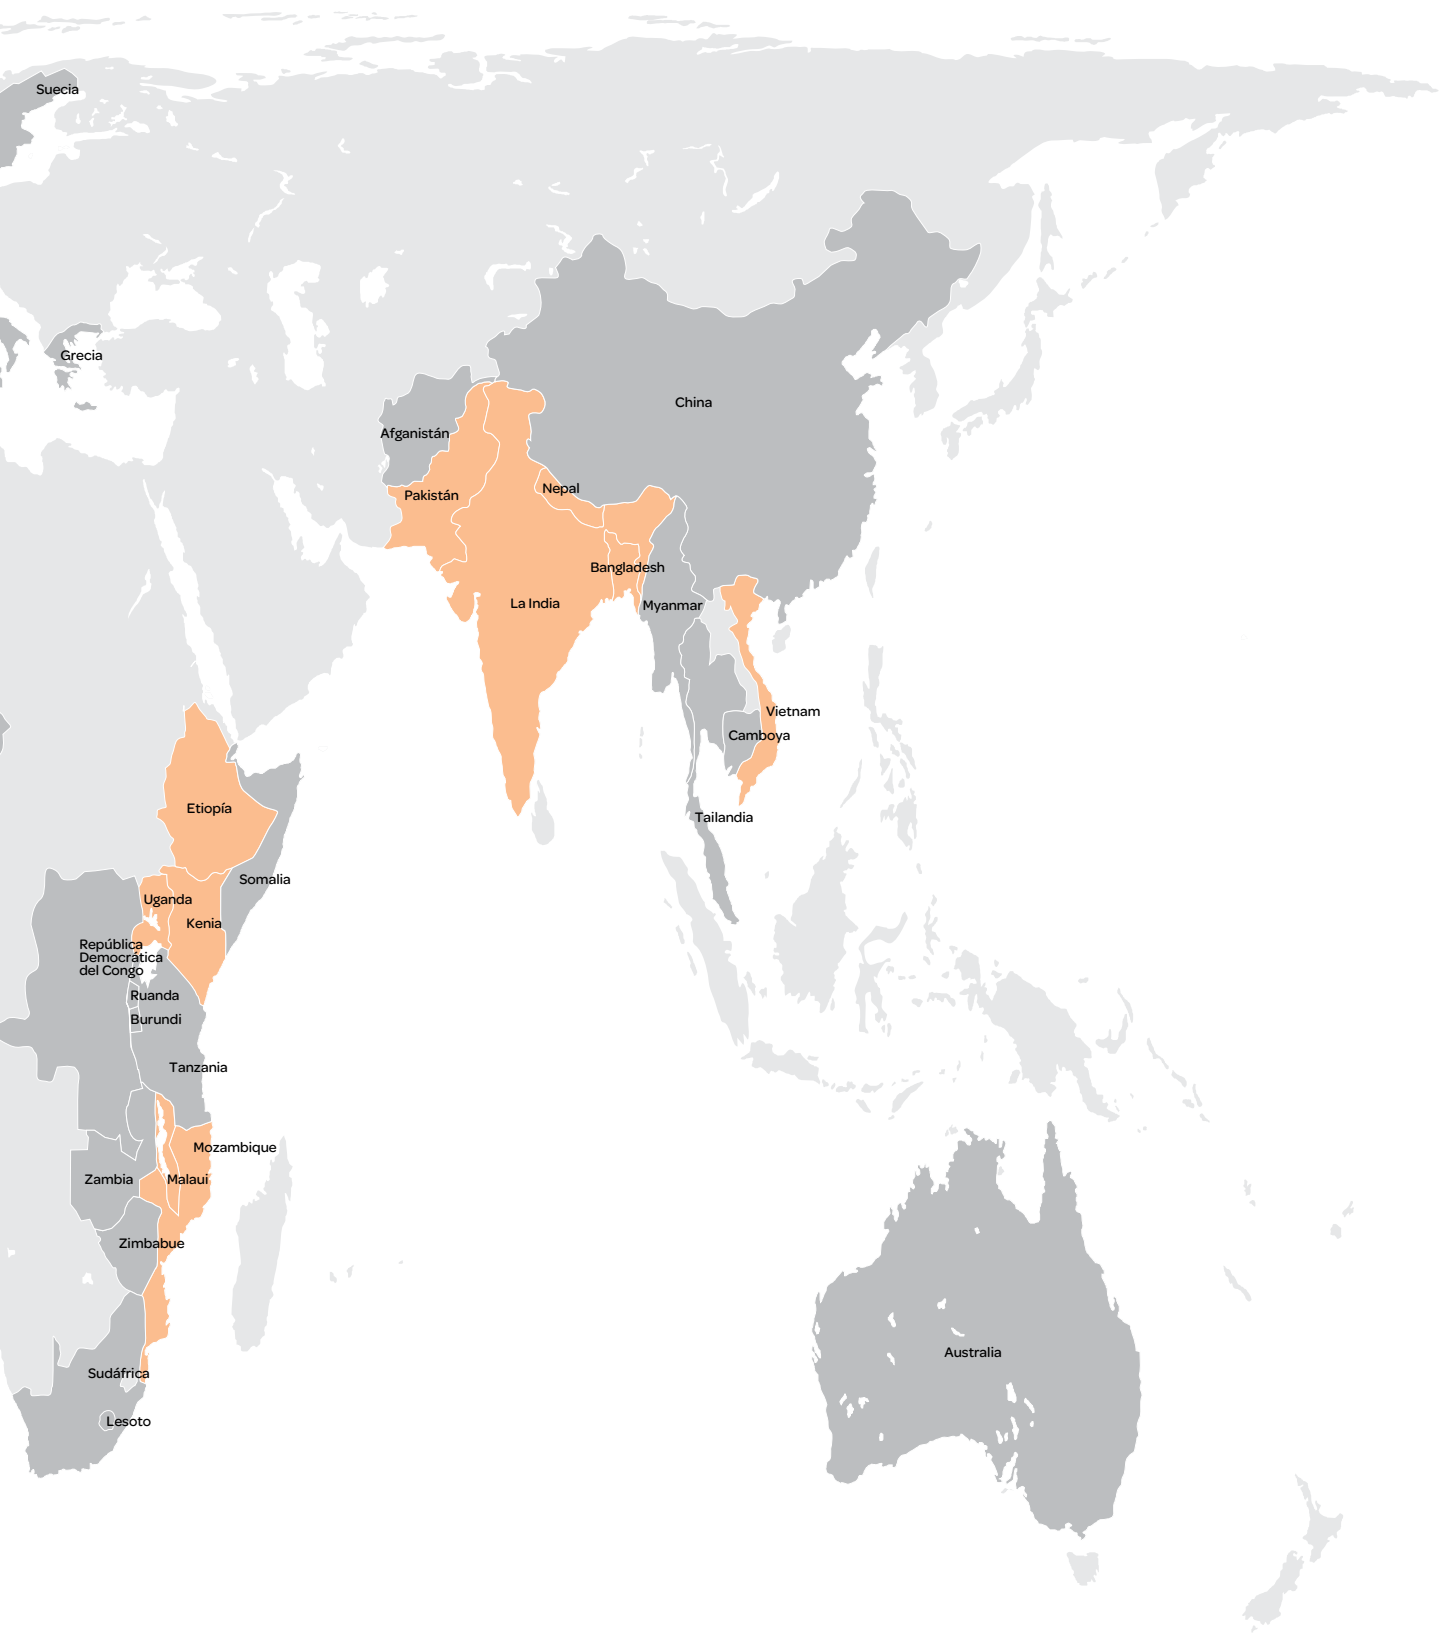 Suecia
Grecia
China
Afganistán
Nepal
Pakistán
Bangladesh
La India
Myanmar
Vietnam
Camboya
Etiopía
Tailandia
Somalia
Uganda
Kenia
República
Democrática
del Congo
Ruanda
Burundi
Tanzania
Mozambique
Zambia
Malaui
Zimbabue
Australia
Sudáfrica
Lesoto